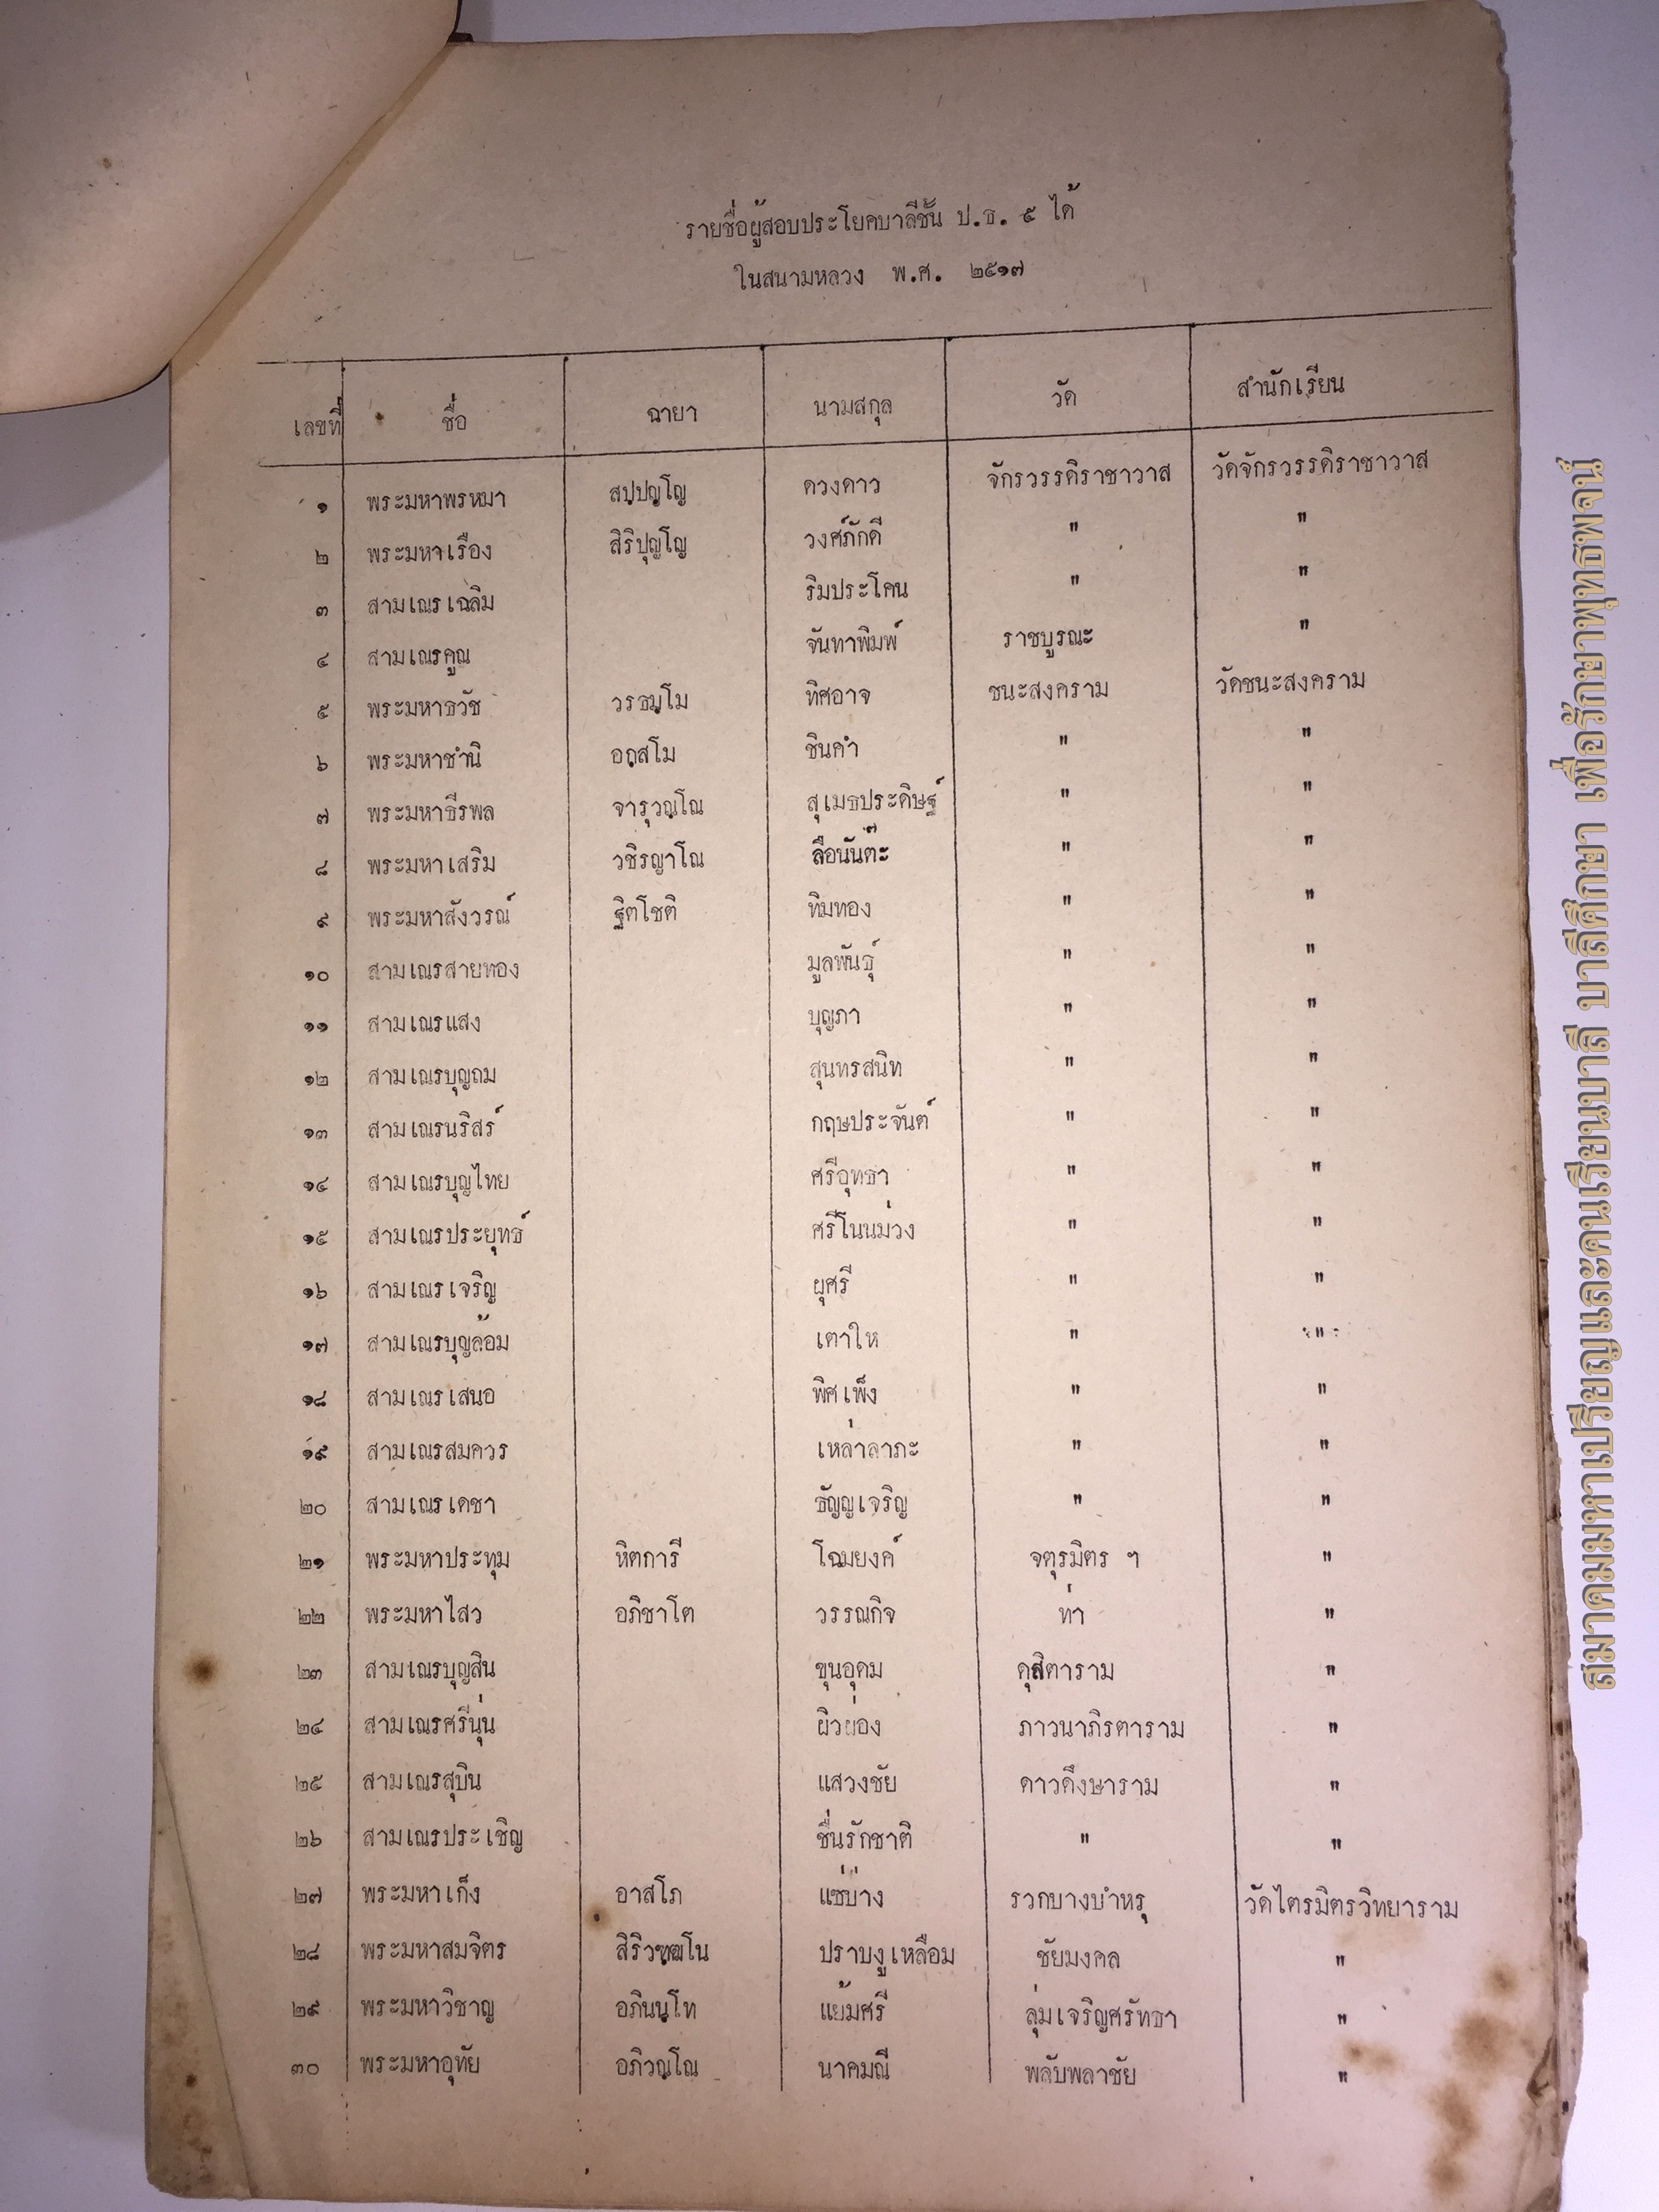 รายชื่อผู้สอบประโยคบาลีชั้น ป.ธ. ๕ ได้
ในสนามหลวง พ.ศ. ๒๕๑๗
เลขที่ ชื่อ ฉายา นามสกุล วัด สำนักเรียน
๑ พระมหาพรหมา สปฺปญฺโญ ดวงดาว จักรวรรดิราชาวาส วัดจักรวรรดิราชาวาส
๒ พระมหาเรือง สิริปุญฺโญ วงศ์ภักดี " "
๓ สามเณรเฉลิม ริมประโคน " "
๔ สามเณรคูณ จันทาพิมพ์ ราชบูรณะ "
๕ พระมหาธวัช วรธมฺโม ทิศอาจ ชนะสงคราม วัดชนะสงคราม
๖ พระมหาชำนิ อถสโม ชินคำ " "
๗ พระมหาธีรพล จารุวณฺโณ สุเมธประดิษฐ์ " "
๘ พระมหาเสริม วชิรญาโณ ลือนันต๊ะ " "
๙ พระมหาสังวรณ์ ฐิตโชติ ทิมทอง " "
๑๐ สามเณรสายทอง มูลพันธุ์ " "
๑๑ สามเณรแสง บุญภา " "
๑๒ สามเณรบุญถม สุนทรสนิท " "
๑๓ สามเณรนริสร์ กฤษประจันต์ " "
๑๔ สามเณรบุญไทย ศรีอุทธา " "
๑๕ สามเณรประยุทธ์ ศรีโนนม่วง " "
๑๖ สามเณรเจริญ ยุศรี " "
๑๗ สามเณรบุญล้อม เตาให " "
๑๘ สามเณรเสนอ พิศเพ็ง " "
๑๙ สามเณรสมควร เหล่าลาภะ " "
๒๐ สามเณรเดชา ธัญญเจริญ " "
๒๑ พระมหาประทุม หิตการี โฉมยงค์ จตุรมิตร ฯ "
๒๒ พระมหาไสว อภิชาโต วรรณกิจ ท่า "
๒๓ สามเณรบุญสิน ขุนอุดม ดุสิตาราม "
๒๔ สามเณรศรีนุ่น ผิวผ่อง ภาวนาภิรตาราม "
๒๕ สามเณรสุบิน แสวงชัย ดาวดึงษาราม "
๒๖ สามเณรประเชิญ ชื่นรักชาติ " "
๒๗ พระมหาเก็ง อาสโภ แซ่บ่าง รวกบางบำหรุ วัดไตรมิตรวิทยาราม
๒๘ พระมหาสมจิตร สิริวฑฺฒโน ปราบงูเหลือม ชัยมงคล "
๒๙ พระมหาวิชาญ อภินนฺโท แย้มศรี ลุ่มเจริญศรัทธา "
๓๐ พระมหาอุทัย อภิวณฺโณ นาคมณี พลับพลาชัย "
สมาคมมหาเปรียญและคนเรียนบาลี บาลีศึกษา เพื่อรักษาพุทธพจน์